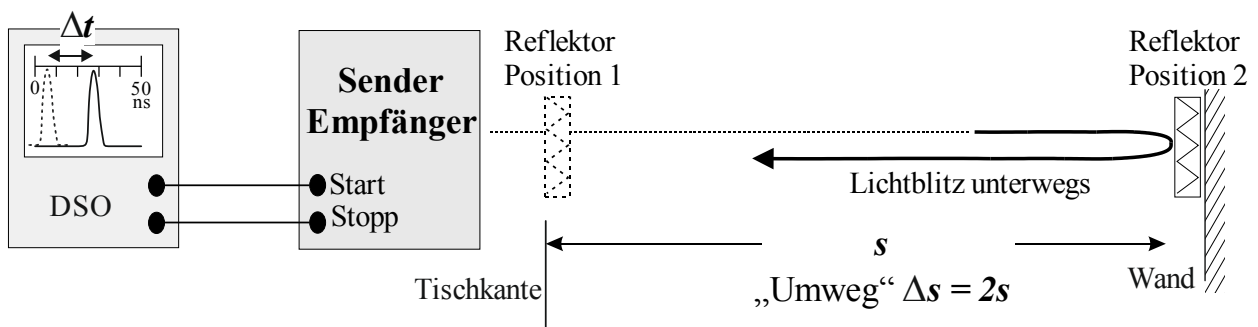 Δt
0
50
ns
DSO
Sender
Empfänger
Start
Stopp
Reflektor
Position 1
Reflektor
Position 2
Lichtblitz unterwegs
s
„Umweg“ Δs = 2s
Tischkante
Wand